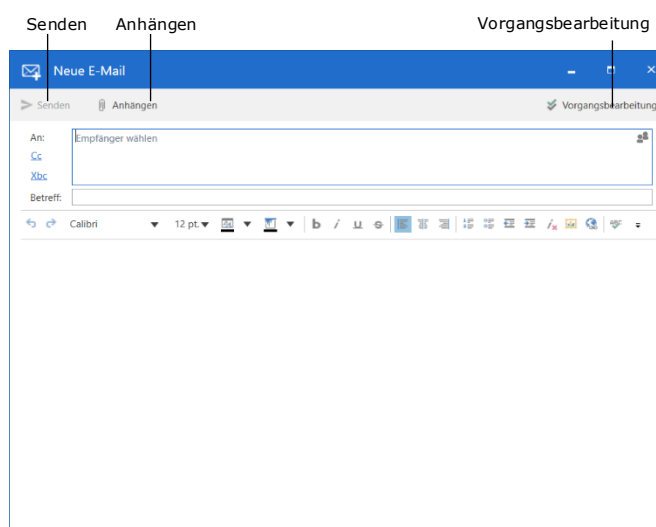 Senden Anhängen Vorgangsbearbeitung
Neue E-Mail
Senden Anhängen Vorgangsbearbeitung
An: Empfänger wählen
Cc
Xbc
Betreff:
Calibri 12 pt. b i u S